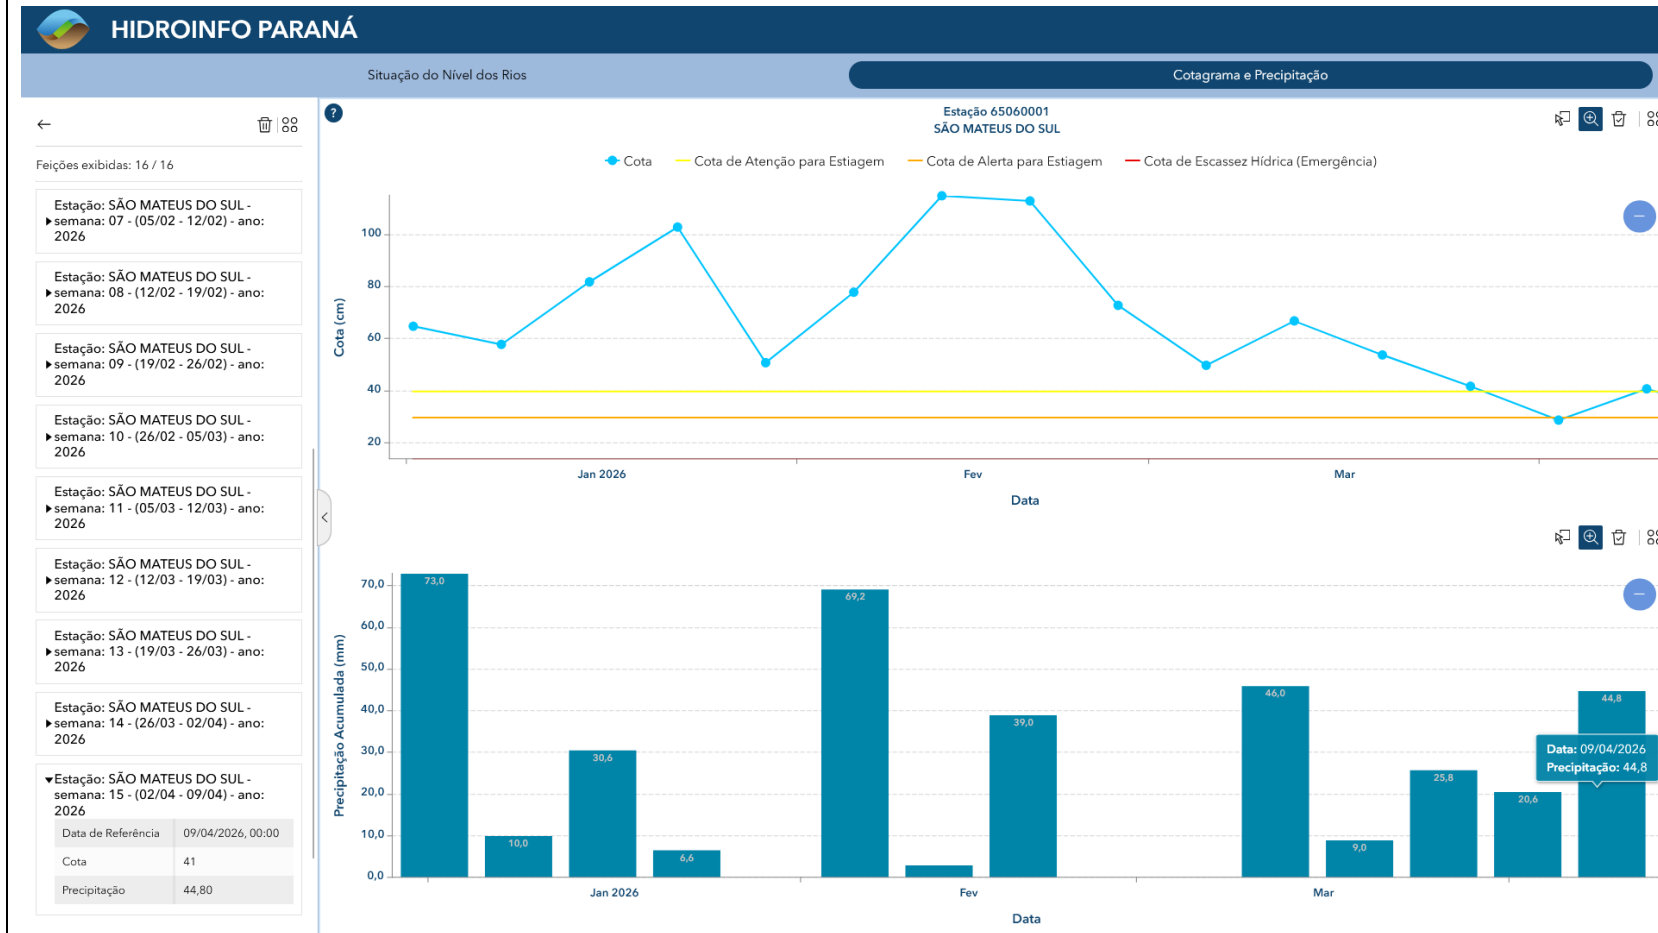 HIDROINFO PARANÁ
Situação do Nível dos Rios
Cotagrama e Precipitação
Feições exibidas: 16 / 16
Estação: SÃO MATEUS DO SUL -
semana: 07 - (05/02 - 12/02) - ano:
2026
Estação: SÃO MATEUS DO SUL -
semana: 08 - (12/02 - 19/02) - ano:
2026
Estação: SÃO MATEUS DO SUL -
semana: 09 - (19/02 - 26/02) - ano:
2026
Estação: SÃO MATEUS DO SUL -
semana: 10 - (26/02 - 05/03) - ano:
2026
Estação: SÃO MATEUS DO SUL -
semana: 11 - (05/03 - 12/03) - ano:
2026
Estação: SÃO MATEUS DO SUL -
semana: 12 - (12/03 - 19/03) - ano:
2026
Estação: SÃO MATEUS DO SUL -
semana: 13 - (19/03 - 26/03) - ano:
2026
Estação: SÃO MATEUS DO SUL -
semana: 14 - (26/03 - 02/04) - ano:
2026
Estação: SÃO MATEUS DO SUL -
semana: 15 - (02/04 - 09/04) - ano:
2026
Data de Referência 09/04/2026, 00:00
Cota 41
Precipitação 44,80
?
Estação 65060001
SÃO MATEUS DO SUL
Cota Cota de Atenção para Estiagem Cota de Alerta para Estiagem Cota de Escassez Hídrica (Emergência)
Cota (cm)
100
80
60
40
20
Jan 2026 Fev Mar
Data
Precipitação Acumulada (mm)
70,0
60,0
50,0
40,0
30,0
20,0
10,0
0,0
73,0
10,0
30,6
6,6
69,2
39,0
46,0
9,0
25,8
20,6
44,8
Data: 09/04/2026
Precipitação: 44,8
Jan 2026 Fev Mar
Data